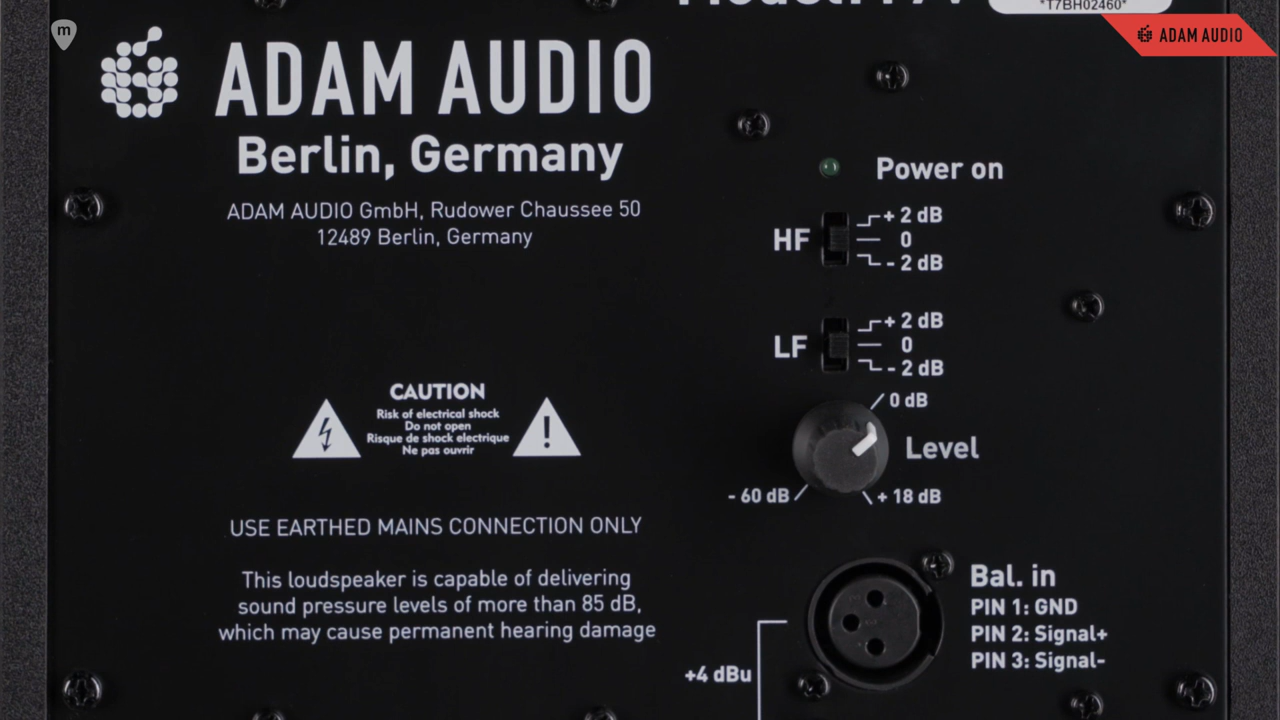 *T7BH02460*
m
ADAM AUDIO
ADAM AUDIO
Berlin, Germany
ADAM AUDIO GmbH, Rudower Chaussee 50
12489 Berlin, Germany
CAUTION
Risk of electrical shock
Do not open
Risque de shock electrique
Ne pas ouvrir
USE EARTHED MAINS CONNECTION ONLY
This loudspeaker is capable of delivering
sound pressure levels of more than 85 dB,
which may cause permanent hearing damage
Power on
HF
+ 2 dB
0
- 2 dB
LF
+ 2 dB
0
- 2 dB
0 dB
Level
- 60 dB
+ 18 dB
Bal. in
PIN 1: GND
PIN 2: Signal+
PIN 3: Signal-
+4 dBu